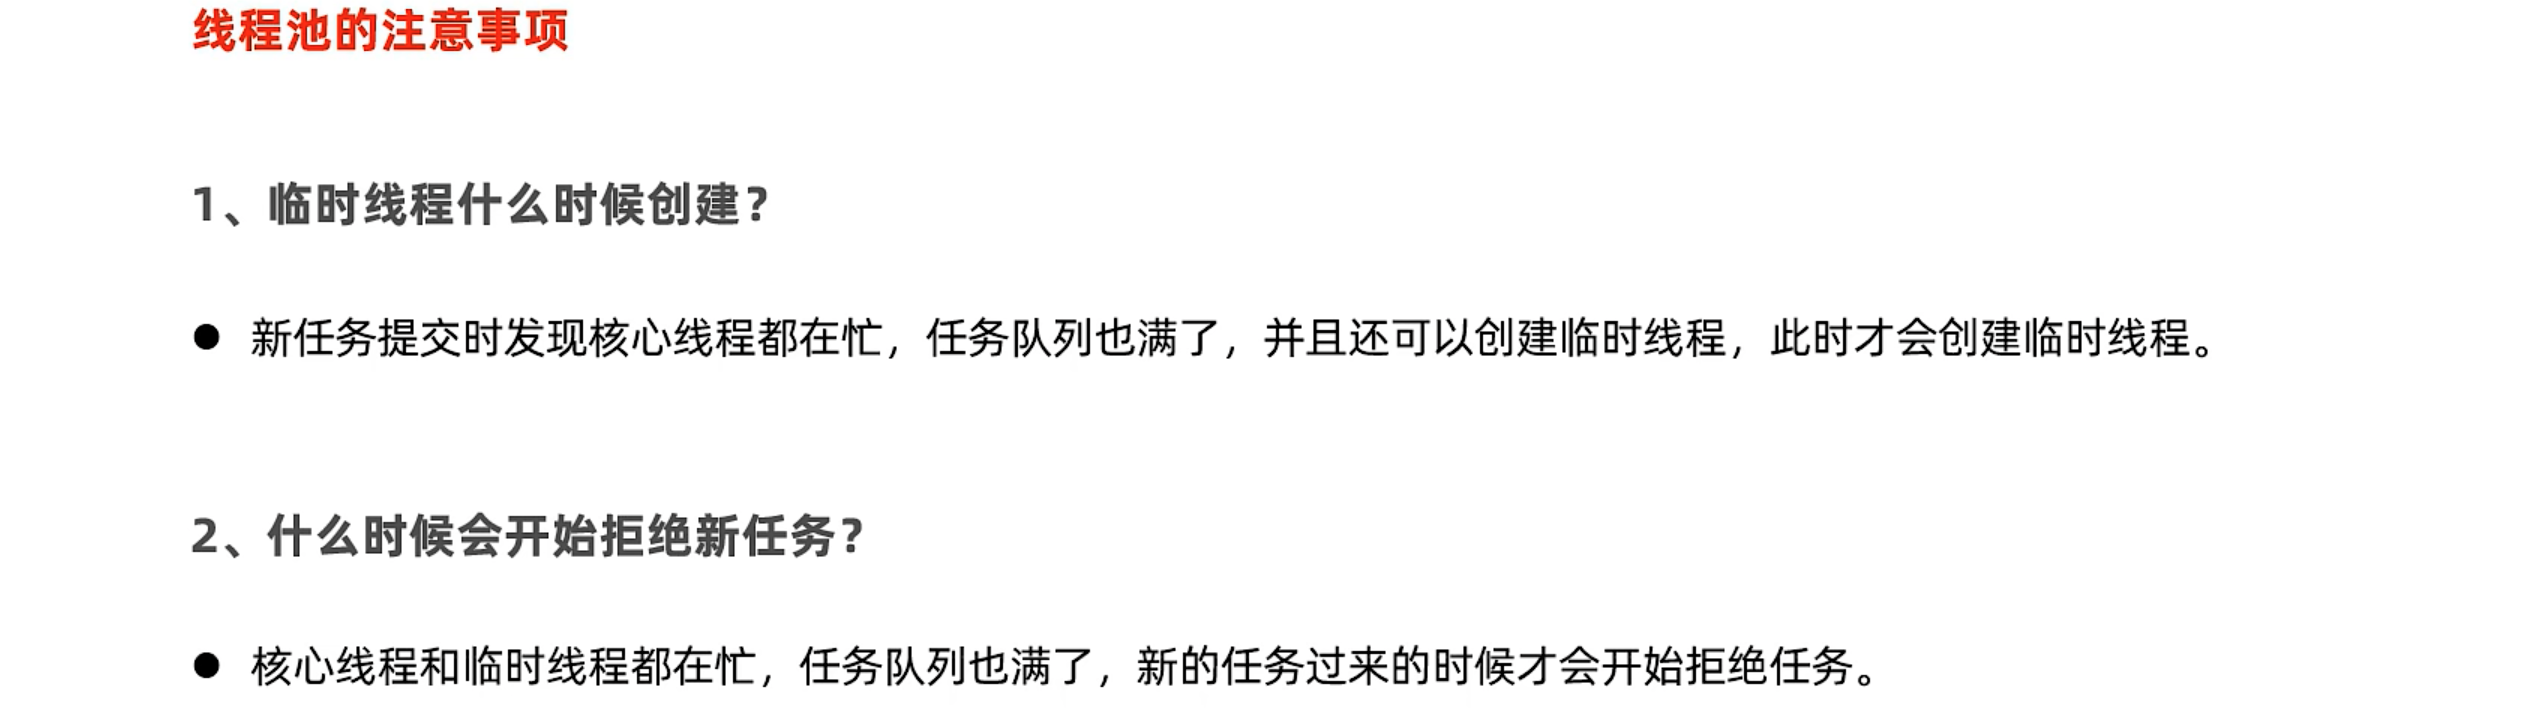 线程池的注意事项
1、临时线程什么时候创建?
● 新任务提交时发现核心线程都在忙，任务队列也满了，并且还可以创建临时线程，此时才会创建临时线程。
2、什么时候会开始拒绝新任务?
● 核心线程和临时线程都在忙，任务队列也满了，新的任务过来的时候才会开始拒绝任务。